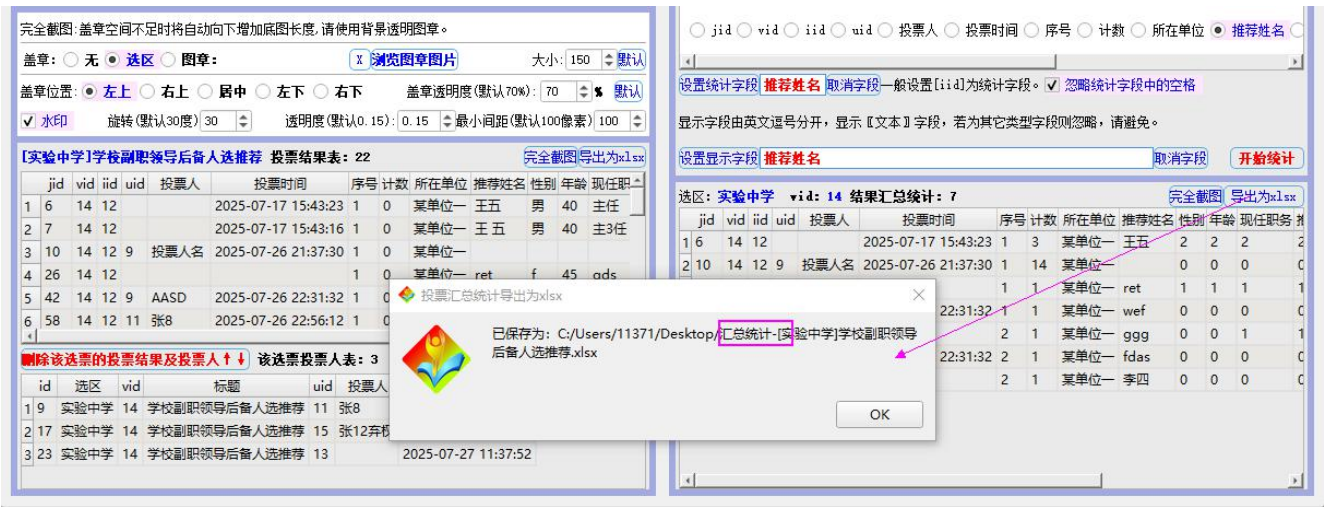 完全截图:盖章空间不足时将自动向下增加底图长度,请使用背景透明图章。
盖章: 无 选区 图章: X 浏览图章图片 大小: 150 默认
盖章位置: 左上 右上 居中 左下 右下 盖章透明度(默认70%): 70 % 默认
水印 旋转(默认30度) 30 透明度(默认0.15): 0.15 最小间距(默认100像素) 100
[实验中学]学校副职领导后备人选推荐 投票结果表: 22 完全截图 导出为xlsx
jid vid iid uid 投票人 投票时间 序号 计数 所在单位 推荐姓名 性别 年龄 现任职
1 6 14 12 2025-07-17 15:43:23 1 0 某单位一 王五 男 40 主任
2 7 14 12 2025-07-17 15:43:16 1 0 某单位一 王 五 男 40 主3任
3 10 14 12 9 投票人名 2025-07-26 21:37:30 1 0 某单位一
4 26 14 12 1 0 某单位一 ret f 45 gds
5 42 14 12 9 AASD 2025-07-26 22:31:32 1
6 58 14 12 11 张8 2025-07-26 22:56:12 1
删除该选票的投票结果及投票人↑↓ 该选票投票人表: 3
id 选区 vid 标题 uid 投票人
1 9 实验中学 14 学校副职领导后备人选推荐 11 张8
2 17 实验中学 14 学校副职领导后备人选推荐 15 张12弃权
3 23 实验中学 14 学校副职领导后备人选推荐 13 2025-07-27 11:37:52
jid vid iid uid 投票人 投票时间 序号 计数 所在单位 推荐姓名
设置统计字段 推荐姓名 取消字段 一般设置[iid]为统计字段。 忽略统计字段中的空格
显示字段由英文逗号分开，显示〖文本〗字段，若为其它类型字段则忽略，请避免。
设置显示字段 推荐姓名 取消字段 开始统计
选区: 实验中学 vid: 14 结果汇总统计: 7 完全截图 导出为xlsx
jid vid iid uid 投票人 投票时间 序号 计数 所在单位 推荐姓名 性别 年龄 现任职务
1 6 14 12 2025-07-17 15:43:23 1 3 某单位一 王五 2 2 2 2
2 10 14 12 9 投票人名 2025-07-26 21:37:30 1 14 某单位一 0 0 0
1 1 某单位一 ret 1 1 1 1
22:31:32 1 1 某单位一 wef 0 0 0
2 1 某单位一 ggg 0 0 1 1
22:31:32 2 1 某单位一 fdas 0 0 0
2 1 某单位一 李四 0 0 0
投票汇总统计导出为xlsx
已保存为: C:/Users/11371/Desktop/汇总统计-[实验中学]学校副职领导
后备人选推荐.xlsx
OK